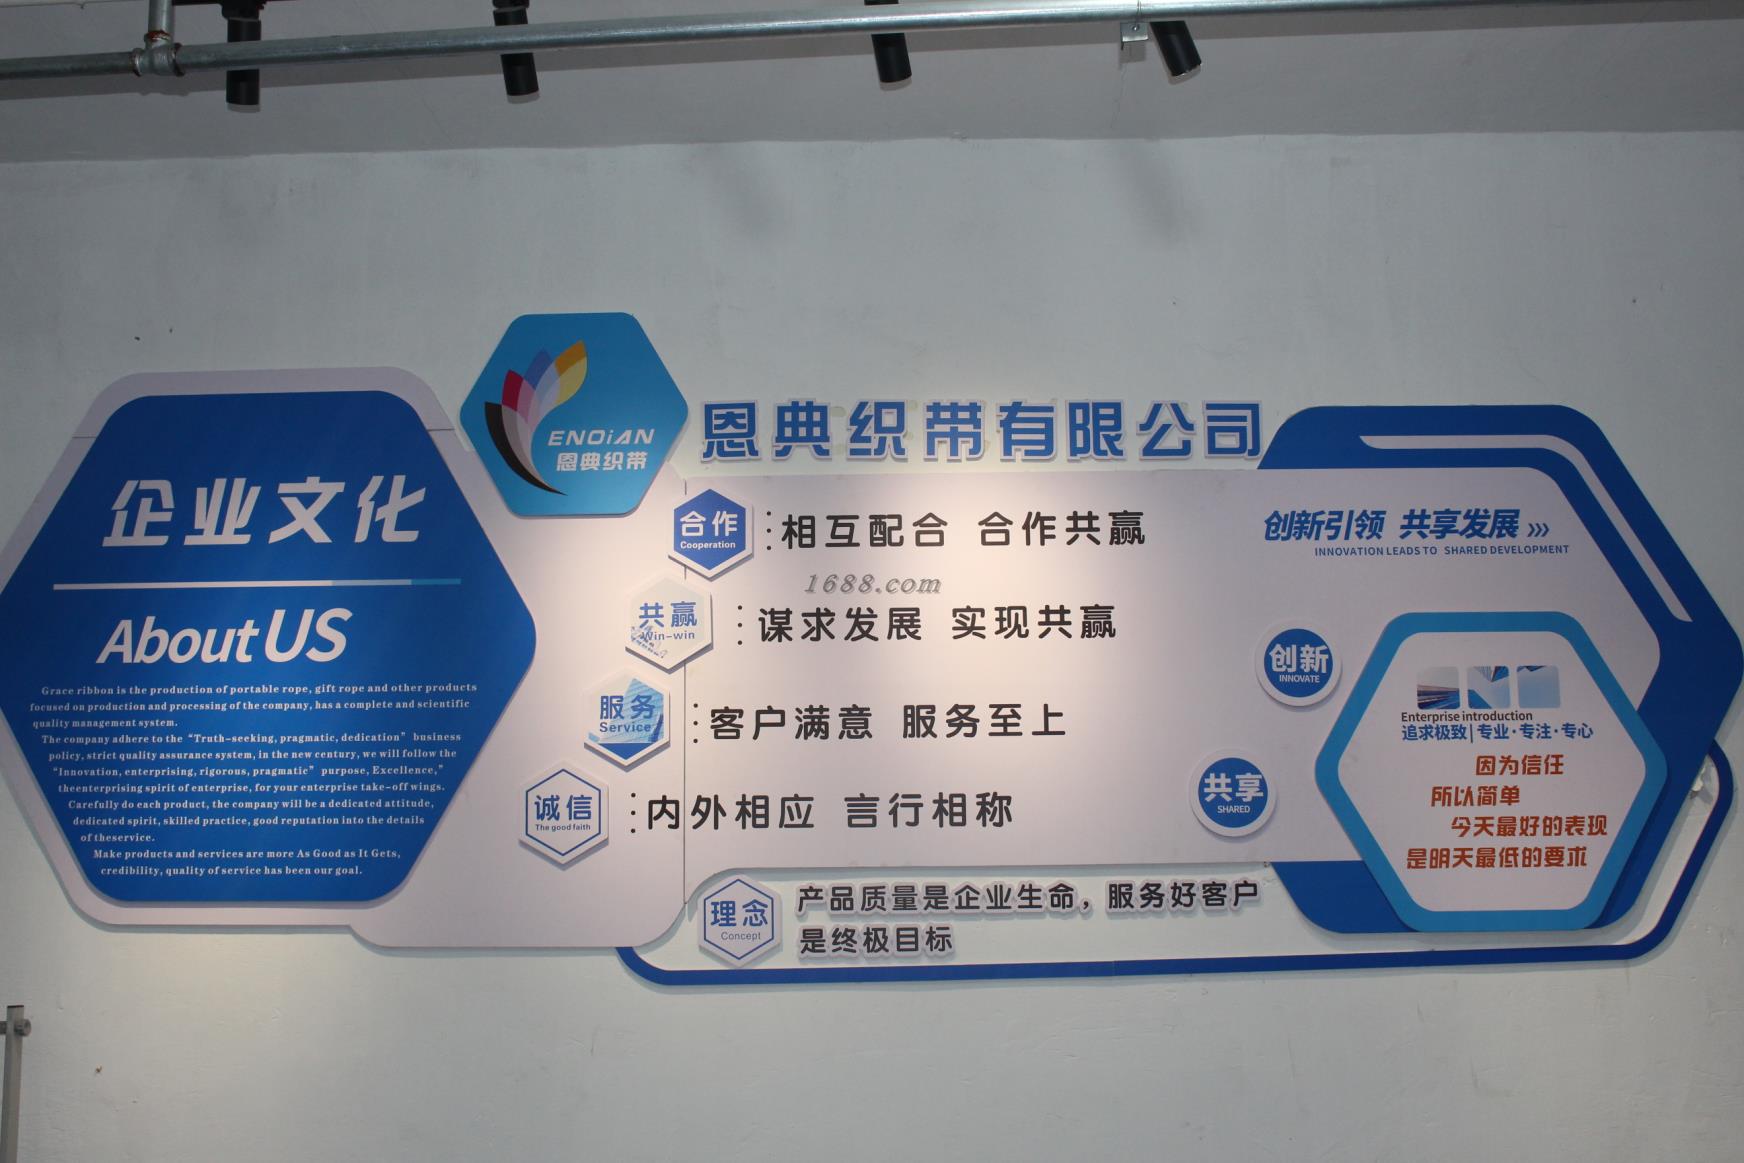 企业文化
About US
Grace ribbon is the production of portable rope, gift rope and other products
focused on production and processing of the company, has a complete and scientific
quality management system.
The company adhere to the “Truth-seeking, pragmatic, dedication” business
policy, strict quality assurance system, in the new century, we will follow the
“Innovation, enterprising, rigorous, pragmatic” purpose, Excellence,”
theenterprising spirit of enterprise, for your enterprise take-off wings.
Carefully do each product, the company will be a dedicated attitude,
dedicated spirit, skilled practice, good reputation into the details
of theservice.
Make products and services are more As Good as It Gets,
credibility, quality of service has been our goal.
ENDiAN
恩典织带
恩典织带有限公司
合作
Cooperation
:相互配合 合作共赢
1688.com
共赢
Win-win
:谋求发展 实现共赢
服务
Service
:客户满意 服务至上
诚信
The good faith
:内外相应 言行相称
理念
Concept
产品质量是企业生命，服务好客户
是终极目标
创新引领 共享发展 》》
INNOVATION LEADS TO SHARED DEVELOPMENT
创新
INNOVATE
共享
SHARED
Enterprise introduction
追求极致|专业·专注·专心
因为信任
所以简单
今天最好的表现
是明天最低的要求